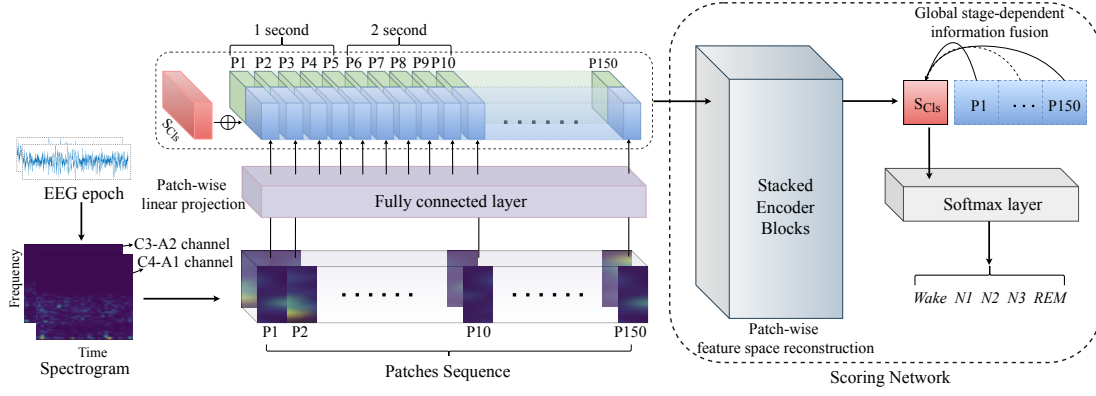 1 second
2 second
P1 P2 P3 P4 P5 P6 P7 P8 P9 P10
P150
SCls
EEG epoch
Patch-wise
linear projection
Fully connected layer
C3-A2 channel
C4-A1 channel
Frequency
Time
Spectrogram
P1 P2
P10
P150
Patches Sequence
Stacked
Encoder
Blocks
Patch-wise
feature space reconstruction
Global stage-dependent
information fusion
SCls
P1 ··· P150
Softmax layer
Wake N1 N2 N3 REM
Scoring Network